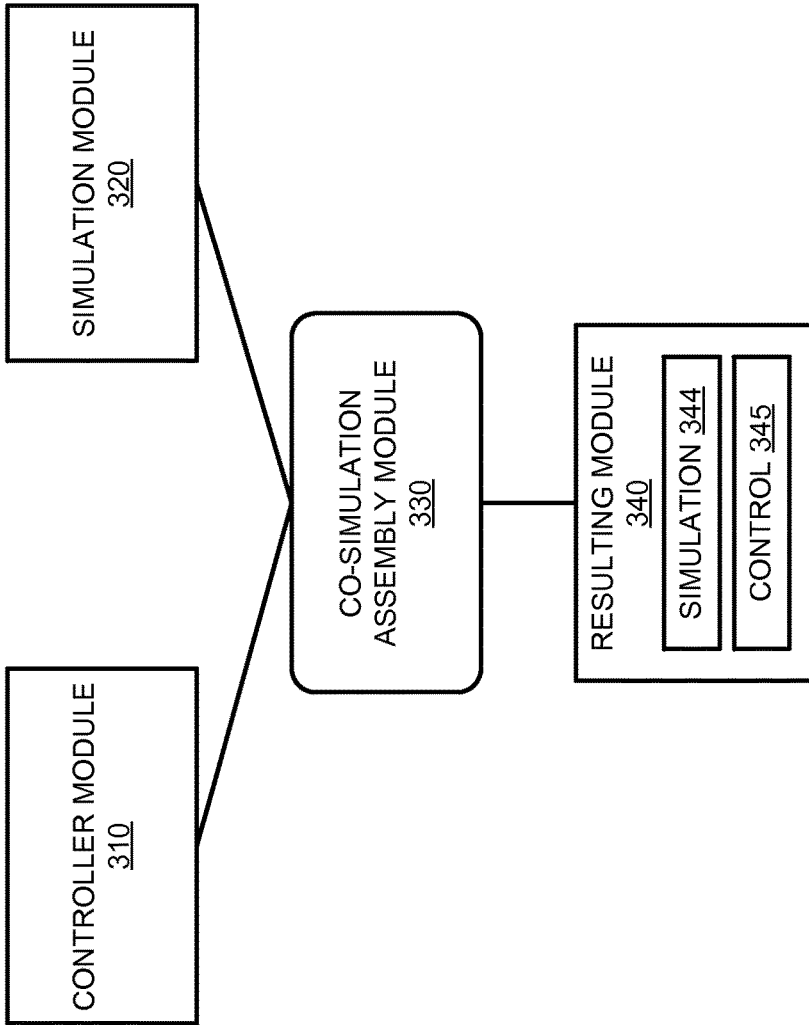 CONTROLLER MODULE
310
SIMULATION MODULE
320
CO-SIMULATION
ASSEMBLY MODULE
330
RESULTING MODULE
340
SIMULATION 344
CONTROL 345